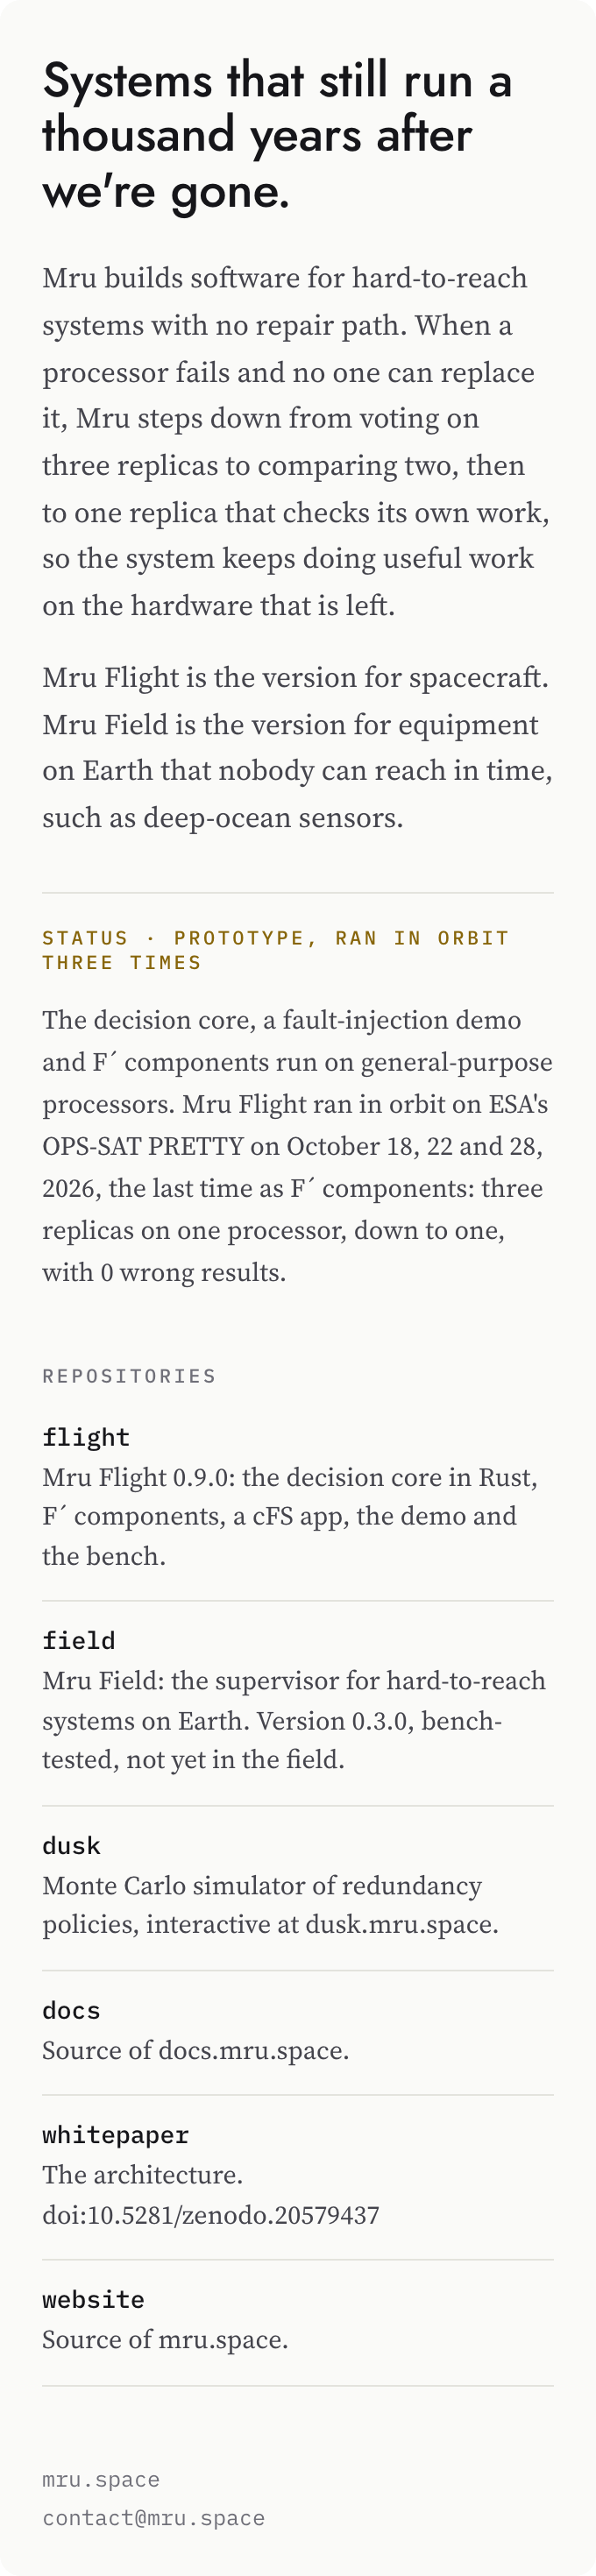 Systems that still run a
thousand years after
we're gone.
Mru builds software for hard-to-reach
systems with no repair path. When a
processor fails and no one can replace
it, Mru steps down from voting on
three replicas to comparing two, then
to one replica that checks its own work,
so the system keeps doing useful work
on the hardware that is left.
Mru Flight is the version for spacecraft.
Mru Field is the version for equipment
on Earth that nobody can reach in time,
such as deep-ocean sensors.
STATUS · PROTOTYPE, RAN IN ORBIT
THREE TIMES
The decision core, a fault-injection demo
and F´ components run on general-purpose
processors. Mru Flight ran in orbit on ESA's
OPS-SAT PRETTY on October 18, 22 and 28,
2026, the last time as F´ components: three
replicas on one processor, down to one,
with 0 wrong results.
REPOSITORIES
flight
Mru Flight 0.9.0: the decision core in Rust,
F´ components, a cFS app, the demo and
the bench.
field
Mru Field: the supervisor for hard-to-reach
systems on Earth. Version 0.3.0, bench-
tested, not yet in the field.
dusk
Monte Carlo simulator of redundancy
policies, interactive at dusk.mru.space.
docs
Source of docs.mru.space.
whitepaper
The architecture.
doi:10.5281/zenodo.20579437
website
Source of mru.space.
mru.space
contact@mru.space